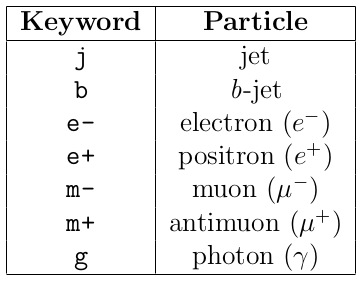 Keyword Particle
j jet
b b-jet
e- electron (e⁻)
e+ positron (e⁺)
m- muon (μ⁻)
m+ antimuon (μ⁺)
g photon (γ)